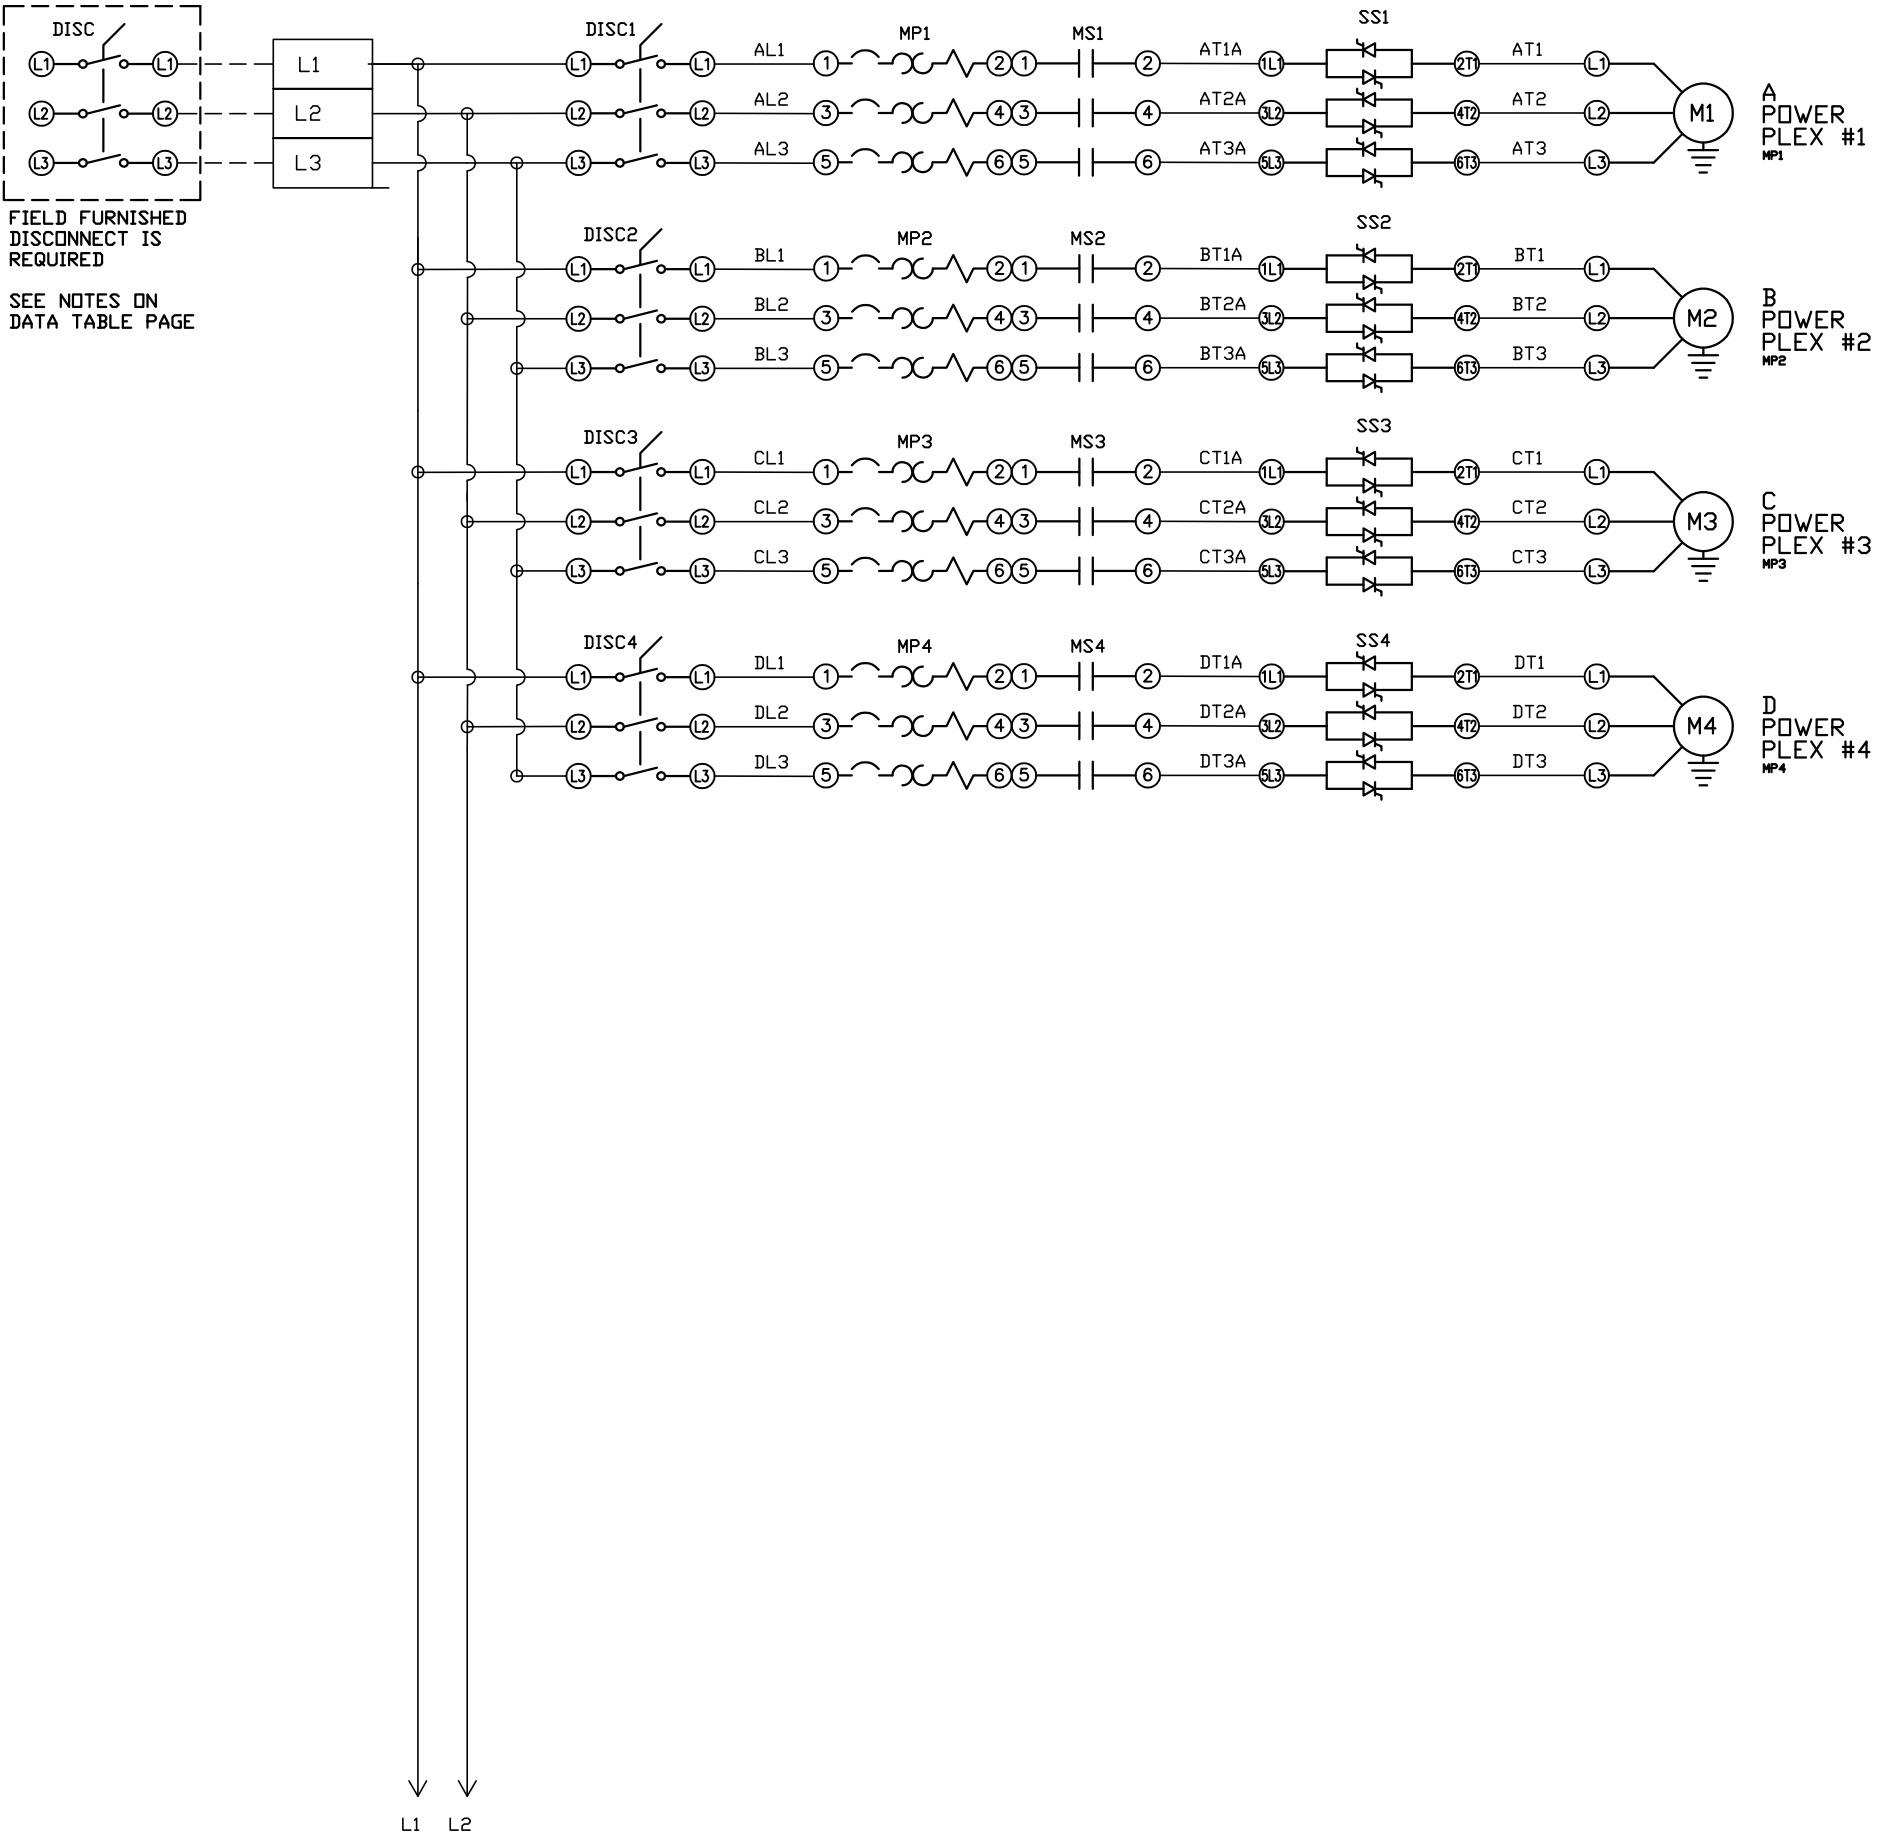 DISC
L1 L1
L2 L2
L3 L3
FIELD FURNISHED
DISCONNECT IS
REQUIRED
SEE NOTES ON
DATA TABLE PAGE
L1
L2
L3
DISC1 MP1 MS1 SS1
L1 L1 AL1 1 2 1 2 AT1A 1L1 2T1 AT1 L1
L2 L2 AL2 3 4 3 4 AT2A 3L2 4T2 AT2 L2
L3 L3 AL3 5 6 5 6 AT3A 5L3 6T3 AT3 L3
M1
A
POWER
PLEX #1
MP1
DISC2 MP2 MS2 SS2
L1 L1 BL1 1 2 1 2 BT1A 1L1 2T1 BT1 L1
L2 L2 BL2 3 4 3 4 BT2A 3L2 4T2 BT2 L2
L3 L3 BL3 5 6 5 6 BT3A 5L3 6T3 BT3 L3
M2
B
POWER
PLEX #2
MP2
DISC3 MP3 MS3 SS3
L1 L1 CL1 1 2 1 2 CT1A 1L1 2T1 CT1 L1
L2 L2 CL2 3 4 3 4 CT2A 3L2 4T2 CT2 L2
L3 L3 CL3 5 6 5 6 CT3A 5L3 6T3 CT3 L3
M3
C
POWER
PLEX #3
MP3
DISC4 MP4 MS4 SS4
L1 L1 DL1 1 2 1 2 DT1A 1L1 2T1 DT1 L1
L2 L2 DL2 3 4 3 4 DT2A 3L2 4T2 DT2 L2
L3 L3 DL3 5 6 5 6 DT3A 5L3 6T3 DT3 L3
M4
D
POWER
PLEX #4
MP4
L1 L2